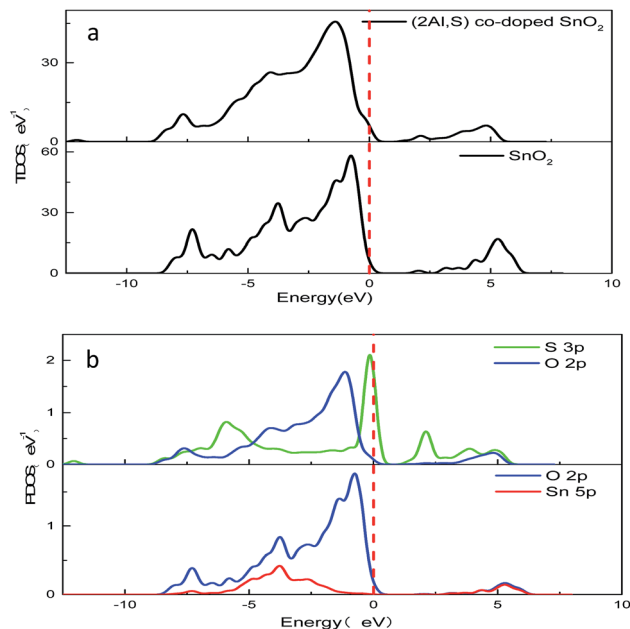 a
(2Al,S) co-doped SnO₂
40
20
0
TDOS( eV⁻¹)
SnO₂
60
30
0
-10
-5
0
5
10
Energy(eV)
b
S 3p
O 2p
2
1
0
PDOS( eV⁻¹)
O 2p
Sn 5p
1
0
-10
-5
0
5
10
Energy( eV)